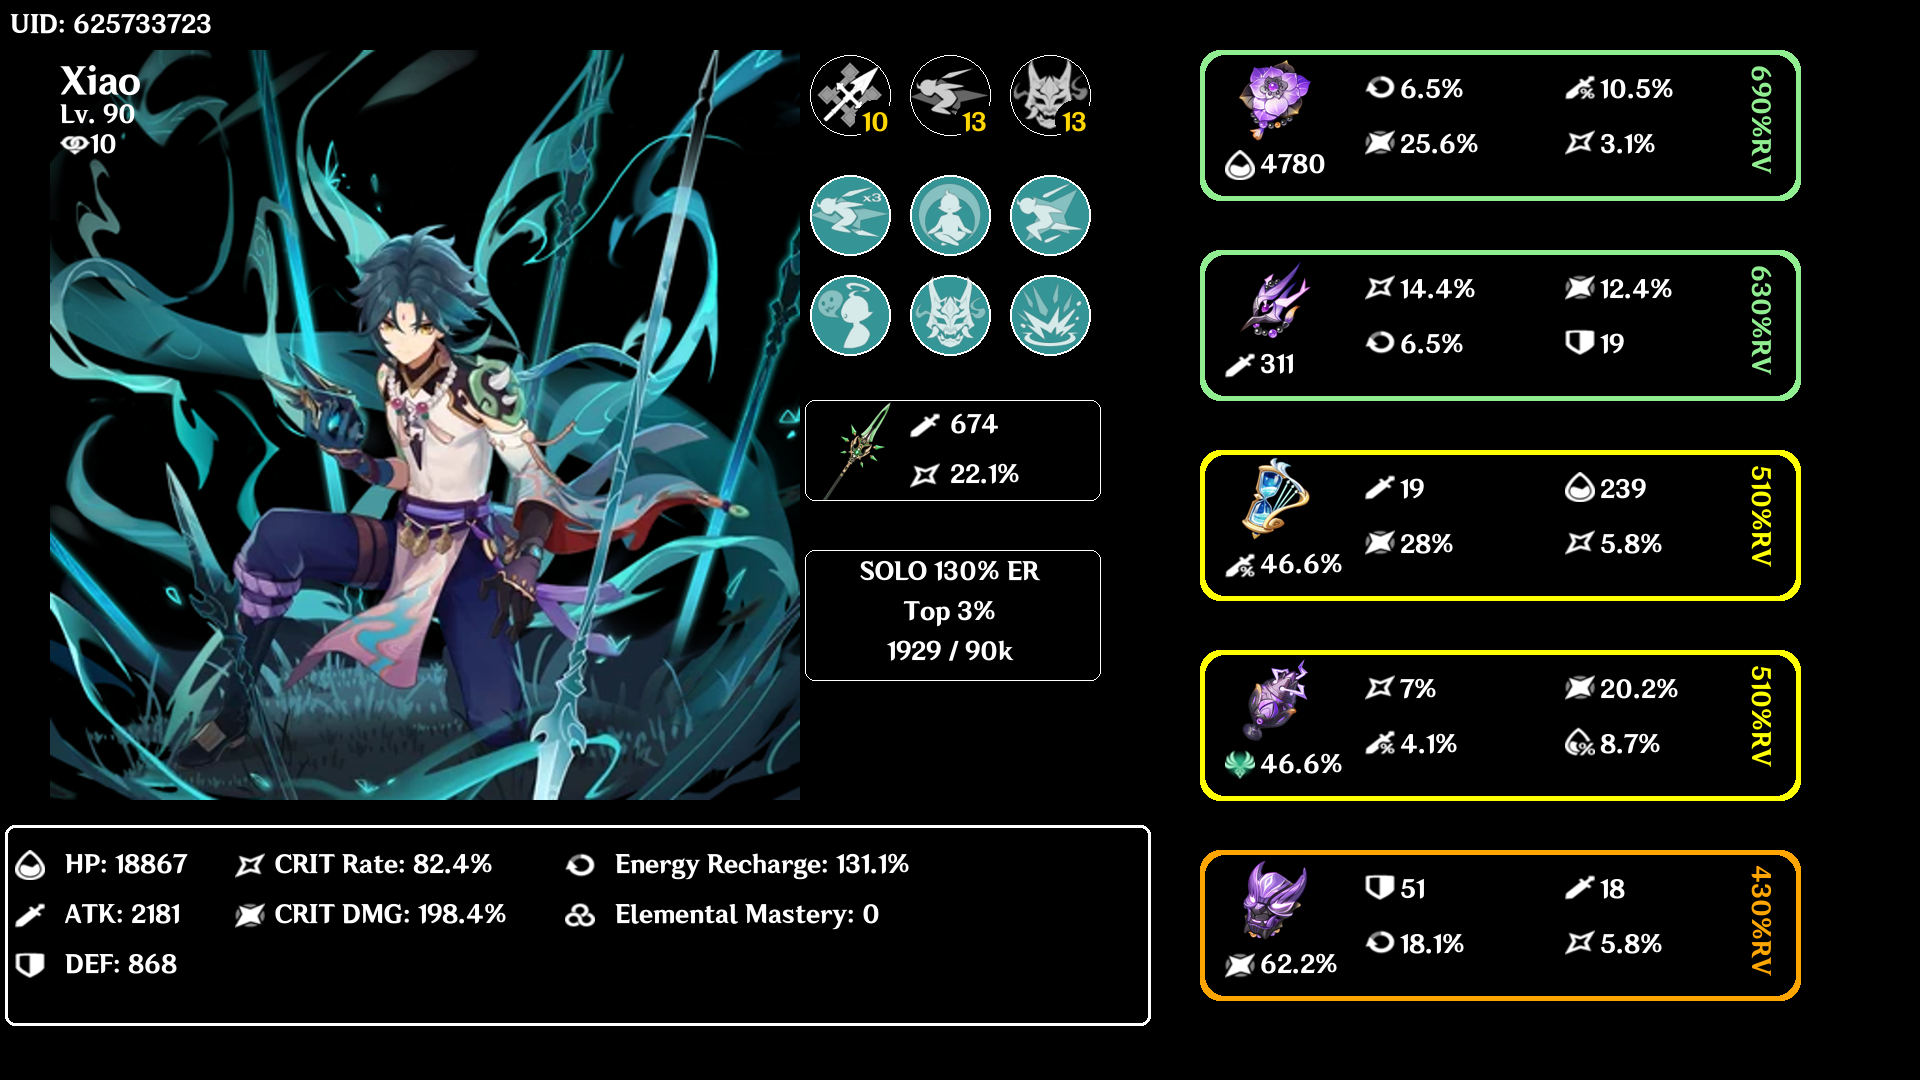 UID: 625733723
Xiao
Lv. 90
10
10
13
13
x3
674
22.1%
SOLO 130% ER
Top 3%
1929 / 90k
HP: 18867
CRIT Rate: 82.4%
Energy Recharge: 131.1%
ATK: 2181
CRIT DMG: 198.4%
Elemental Mastery: 0
DEF: 868
4780
6.5%
10.5%
25.6%
3.1%
690%RV
311
14.4%
12.4%
6.5%
19
630%RV
46.6%
19
239
28%
5.8%
510%RV
46.6%
7%
20.2%
4.1%
8.7%
510%RV
62.2%
51
18
18.1%
5.8%
430%RV